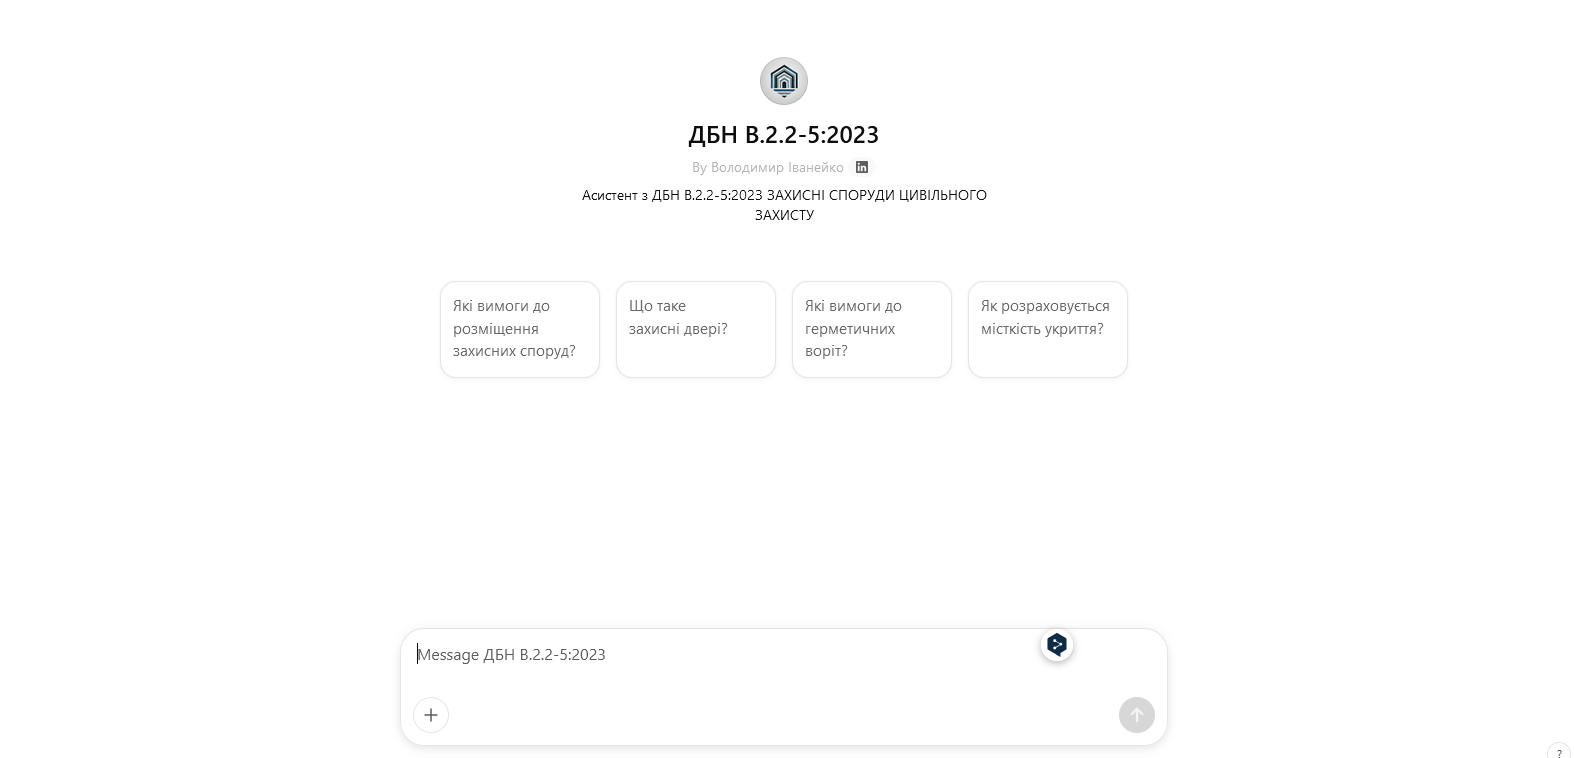 ДБН В.2.2-5:2023
By Володимир Іванейко
Асистент з ДБН В.2.2-5:2023 ЗАХИСНІ СПОРУДИ ЦИВІЛЬНОГО
ЗАХИСТУ
Які вимоги до
розміщення
захисних споруд?
Що таке
захисні двері?
Які вимоги до
герметичних
воріт?
Як розраховується
місткість укриття?
Message ДБН В.2.2-5:2023
?